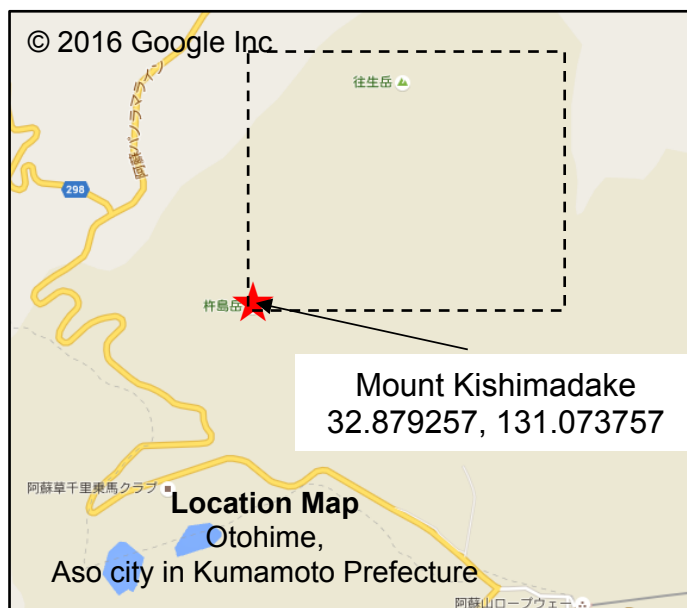 © 2016 Google Inc
往生岳
阿蘇パノラマライン
298
杵島岳
Mount Kishimadake
32.879257, 131.073757
阿蘇草千里乗馬クラブ
Location Map
Otohime,
Aso city in Kumamoto Prefecture
阿蘇山ロープウェー